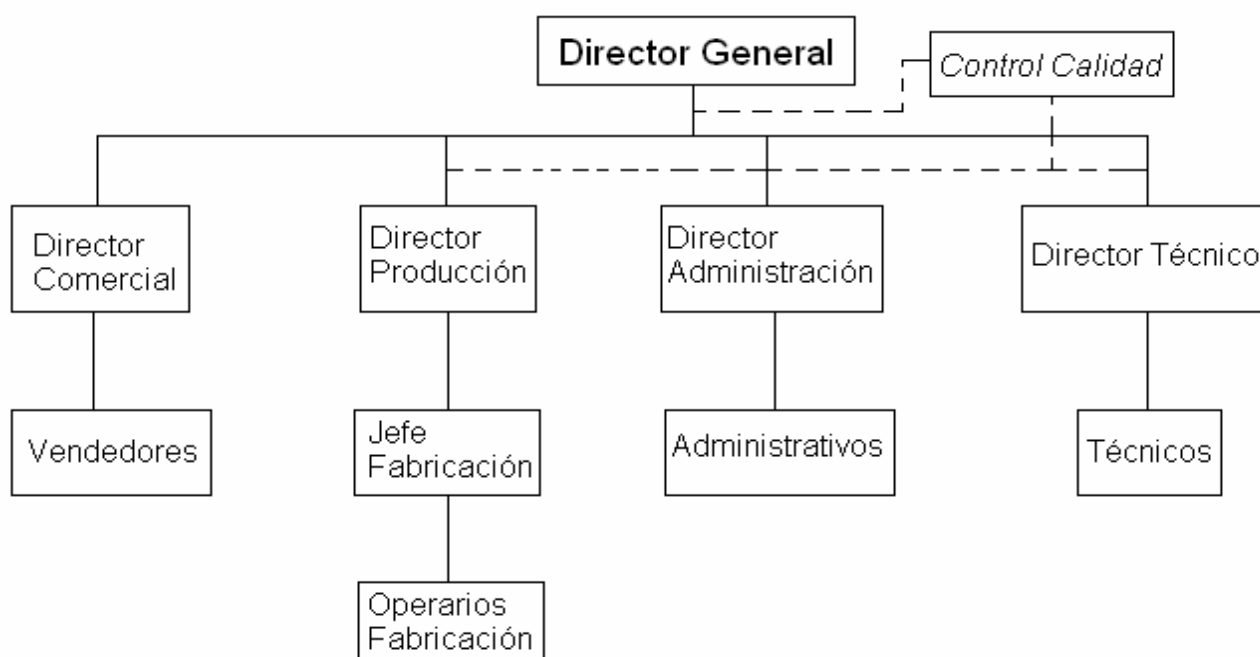 Director General
Control Calidad
Director
Comercial
Director
Producción
Director
Administración
Director Técnico
Vendedores
Jefe
Fabricación
Administrativos
Técnicos
Operarios
Fabricación